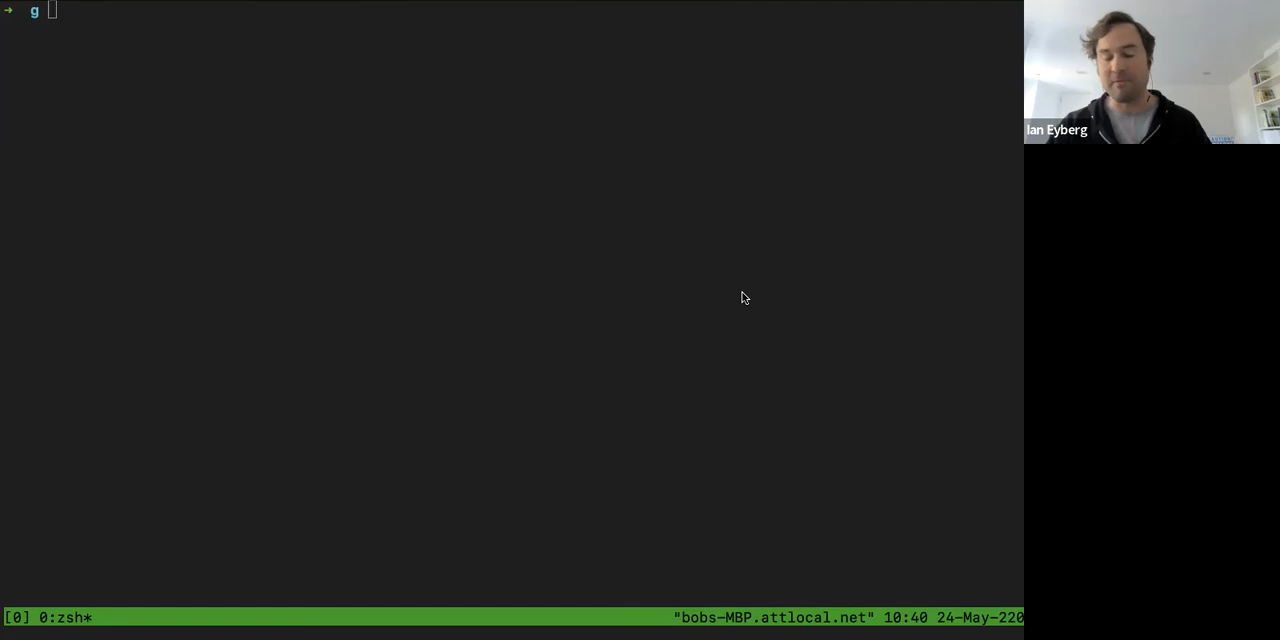 ➜  g
Ian Eyberg
[0] 0:zsh* "bobs-MBP.attlocal.net" 10:40 24-May-220